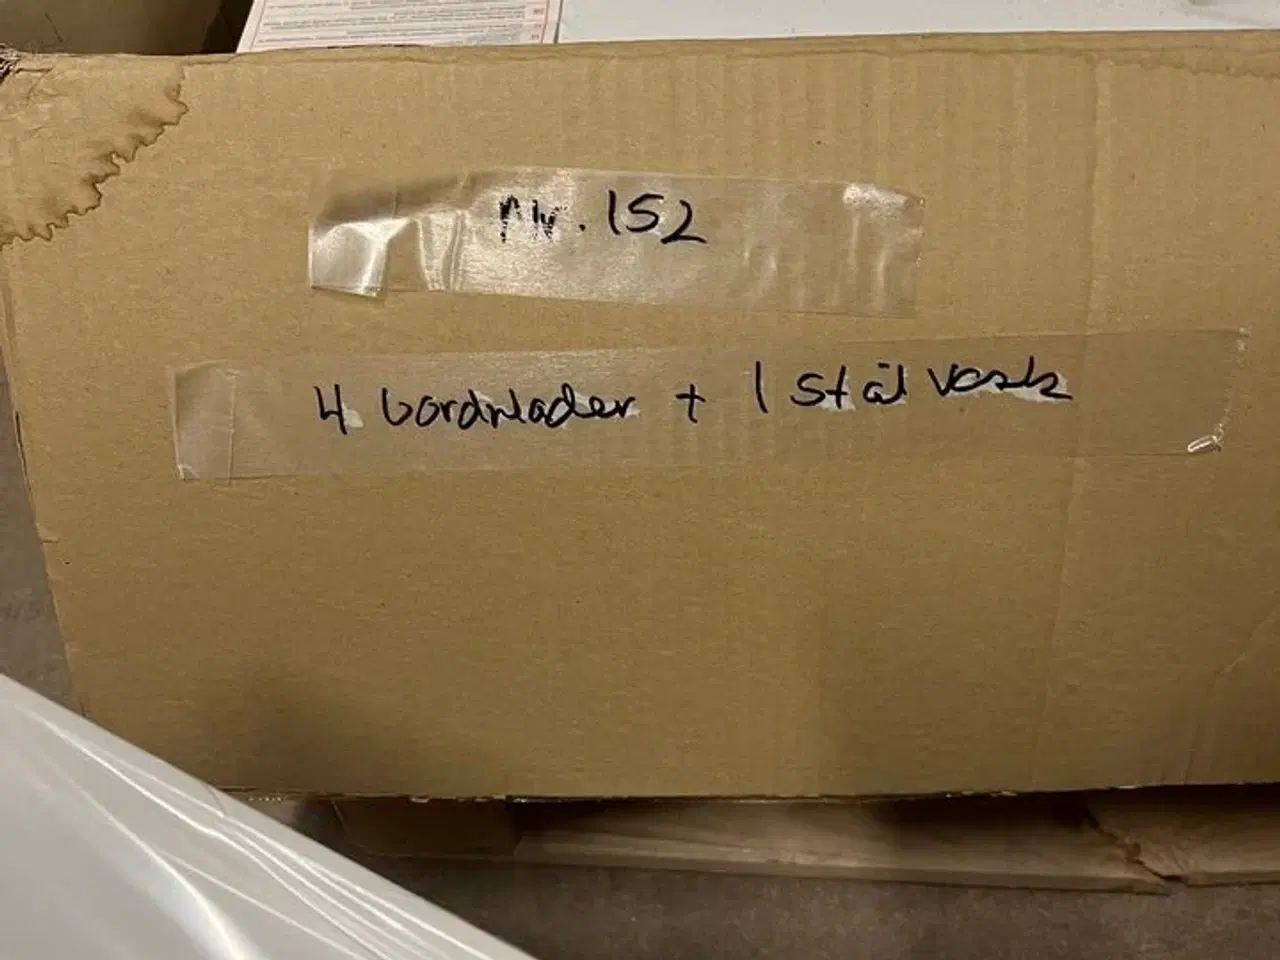 Nr. 152
4 bordplader + 1 stål vask